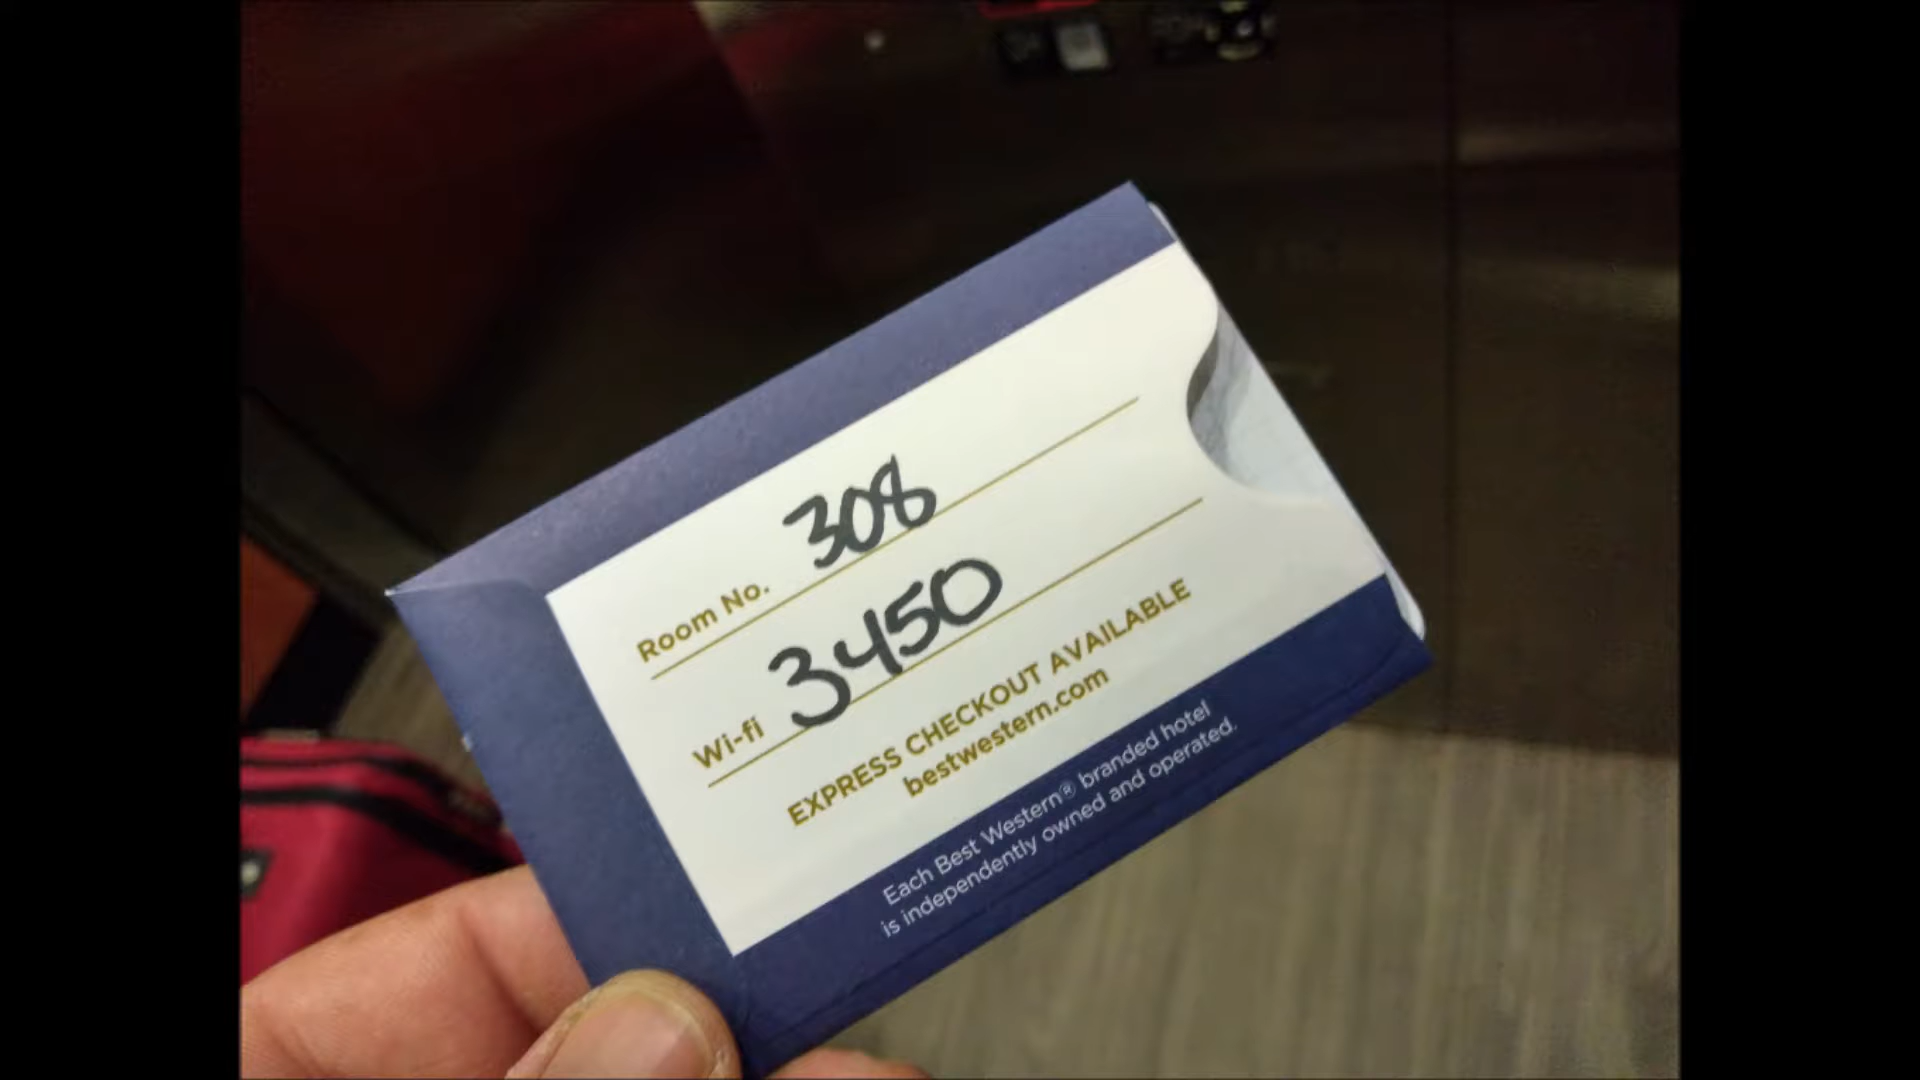 Room No. 308
Wi-fi 3450
EXPRESS CHECKOUT AVAILABLE
bestwestern.com
Each Best Western® branded hotel
is independently owned and operated.